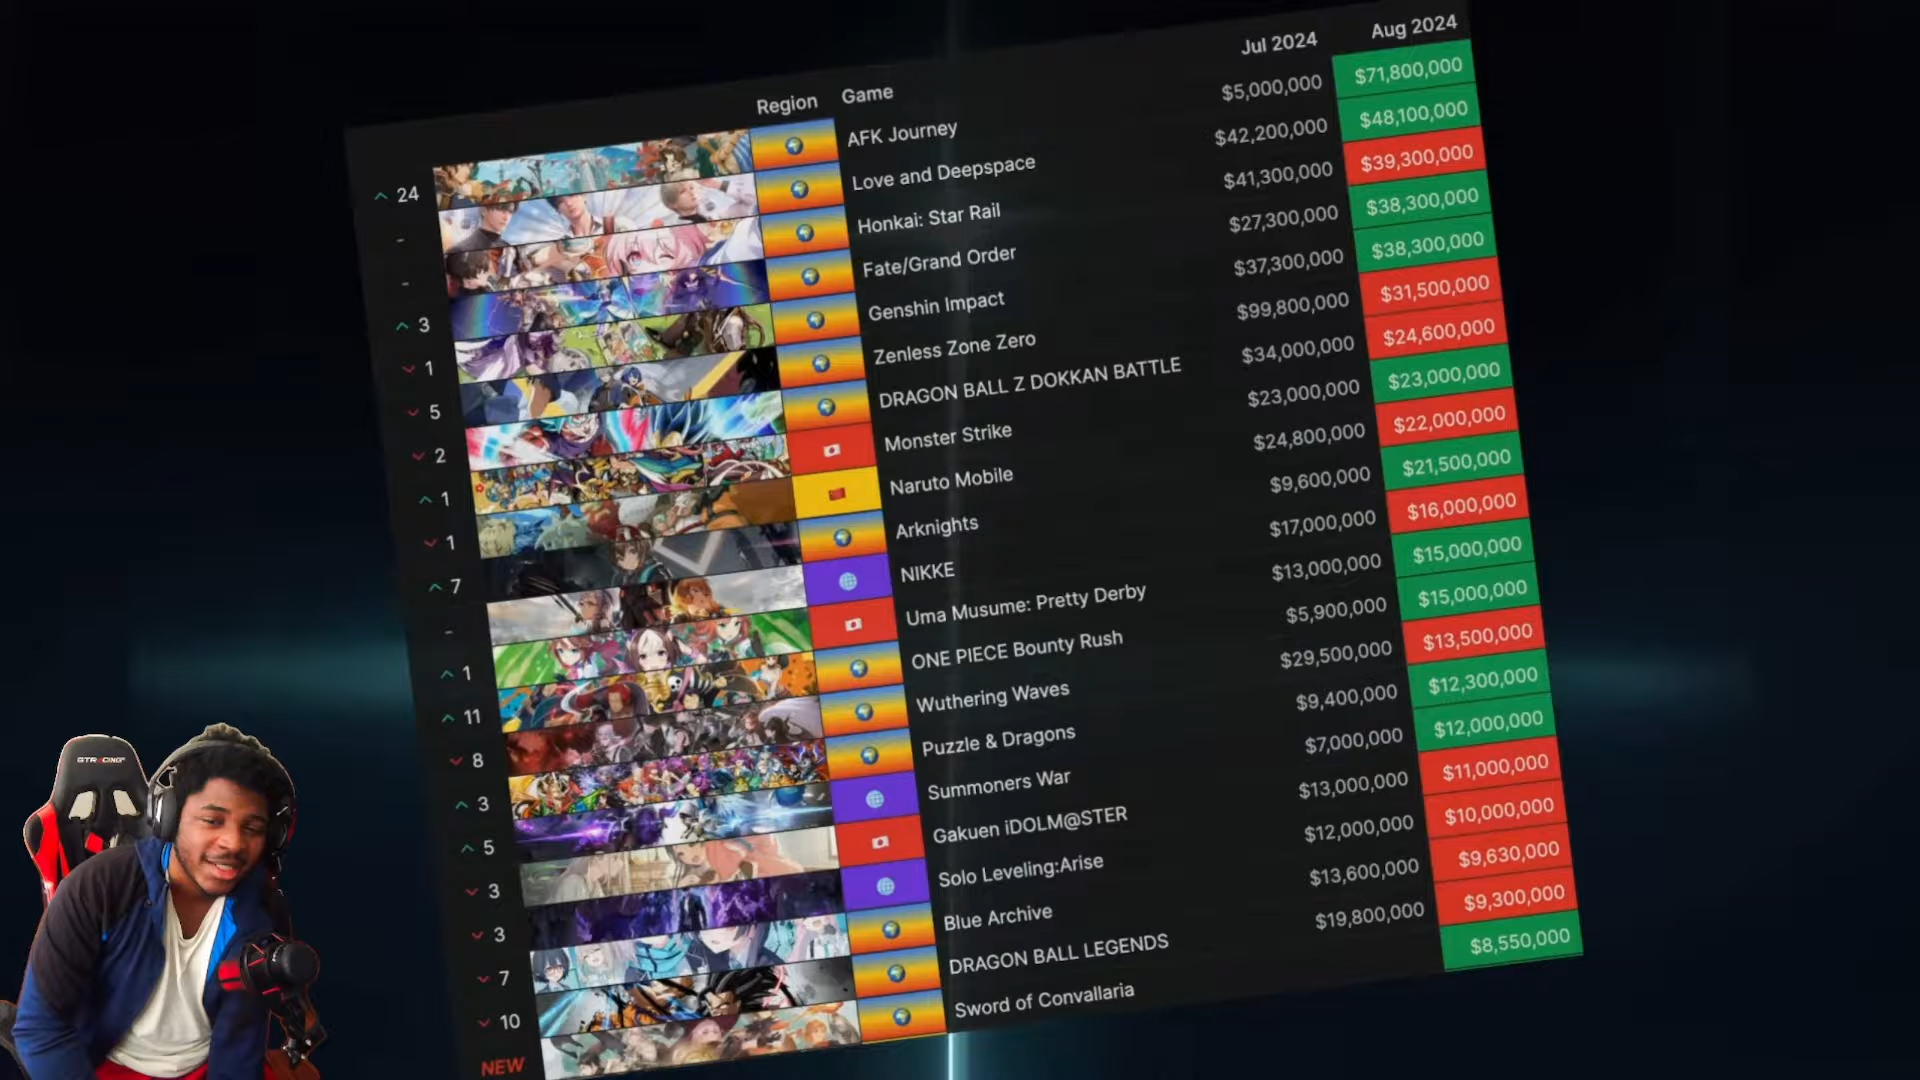 Region Game Jul 2024 Aug 2024
24 AFK Journey $5,000,000 $71,800,000
- Love and Deepspace $42,200,000 $48,100,000
- Honkai: Star Rail $41,300,000 $39,300,000
3 Fate/Grand Order $27,300,000 $38,300,000
1 Genshin Impact $37,300,000 $38,300,000
5 Zenless Zone Zero $99,800,000 $31,500,000
2 DRAGON BALL Z DOKKAN BATTLE $34,000,000 $24,600,000
1 Monster Strike $23,000,000 $23,000,000
1 Naruto Mobile $24,800,000 $22,000,000
7 Arknights $9,600,000 $21,500,000
- NIKKE $17,000,000 $16,000,000
1 Uma Musume: Pretty Derby $13,000,000 $15,000,000
11 ONE PIECE Bounty Rush $5,900,000 $15,000,000
8 Wuthering Waves $29,500,000 $13,500,000
3 Puzzle & Dragons $9,400,000 $12,300,000
5 Summoners War $7,000,000 $12,000,000
3 Gakuen iDOLM@STER $13,000,000 $11,000,000
3 Solo Leveling:Arise $12,000,000 $10,000,000
7 Blue Archive $13,600,000 $9,630,000
10 DRAGON BALL LEGENDS $19,800,000 $9,300,000
NEW Sword of Convallaria $8,550,000
GTRACING